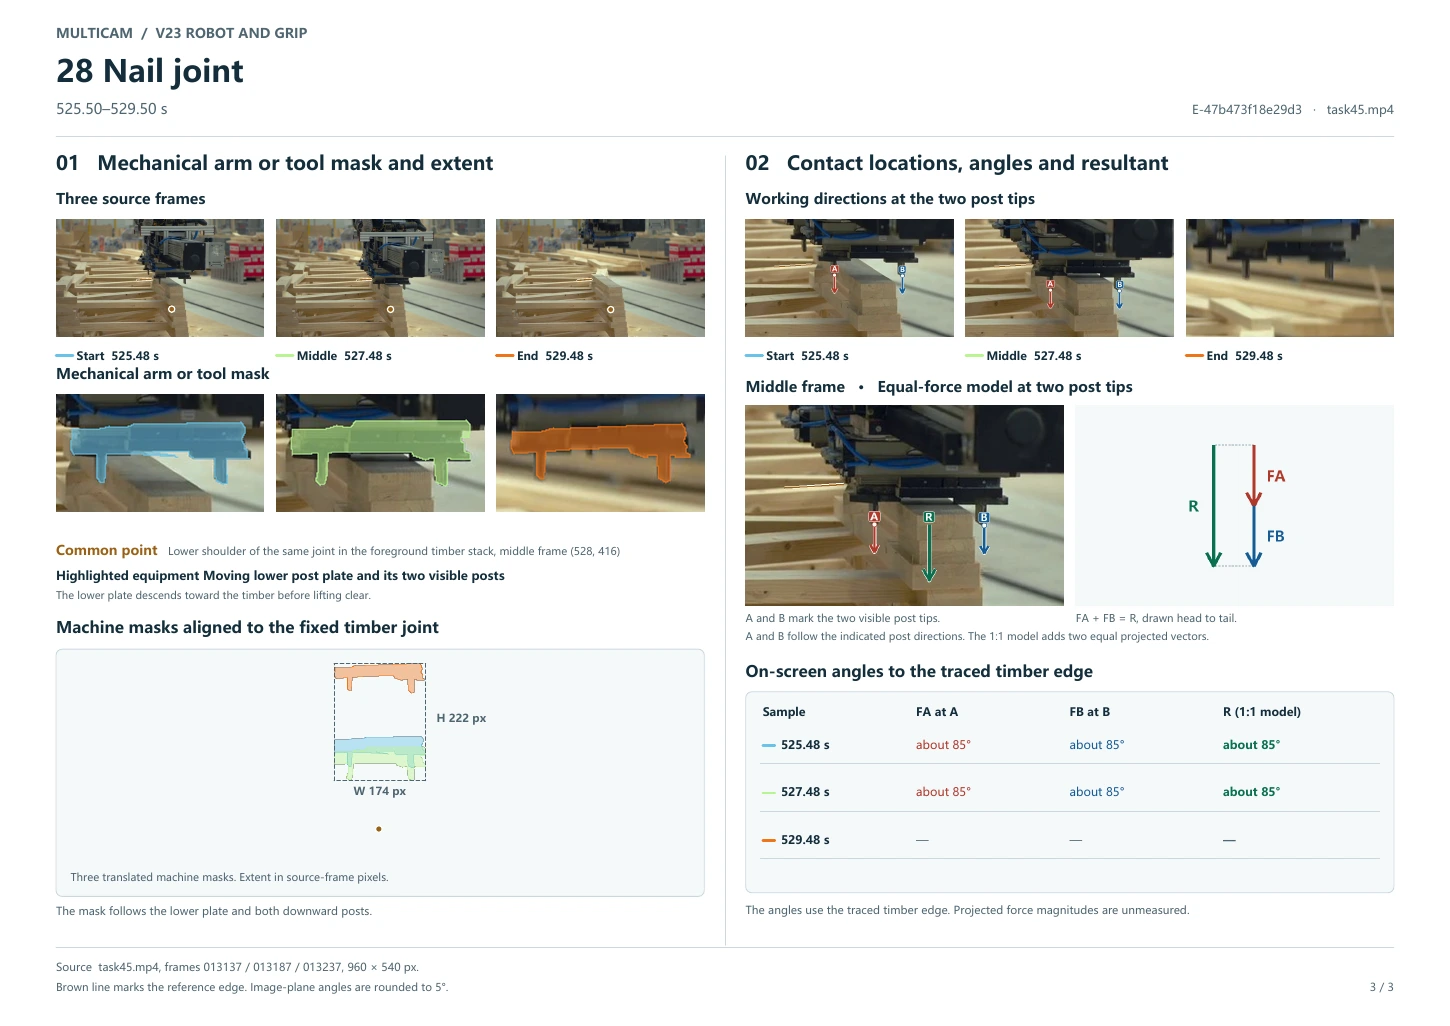 MULTICAM / V23 ROBOT AND GRIP
28 Nail joint
525.50–529.50 s
E-47b473f18e29d3 · task45.mp4
01 Mechanical arm or tool mask and extent
Three source frames
Start 525.48 s
Middle 527.48 s
End 529.48 s
Mechanical arm or tool mask
Common point Lower shoulder of the same joint in the foreground timber stack, middle frame (528, 416)
Highlighted equipment Moving lower post plate and its two visible posts
The lower plate descends toward the timber before lifting clear.
Machine masks aligned to the fixed timber joint
H 222 px
W 174 px
Three translated machine masks. Extent in source-frame pixels.
The mask follows the lower plate and both downward posts.
02 Contact locations, angles and resultant
Working directions at the two post tips
A
B
A
B
Start 525.48 s
Middle 527.48 s
End 529.48 s
Middle frame • Equal-force model at two post tips
A
R
B
FA
R
FB
A and B mark the two visible post tips.
FA + FB = R, drawn head to tail.
A and B follow the indicated post directions. The 1:1 model adds two equal projected vectors.
On-screen angles to the traced timber edge
Sample FA at A FB at B R (1:1 model)
525.48 s about 85° about 85° about 85°
527.48 s about 85° about 85° about 85°
529.48 s — — —
The angles use the traced timber edge. Projected force magnitudes are unmeasured.
Source task45.mp4, frames 013137 / 013187 / 013237, 960 × 540 px.
Brown line marks the reference edge. Image-plane angles are rounded to 5°.
3 / 3